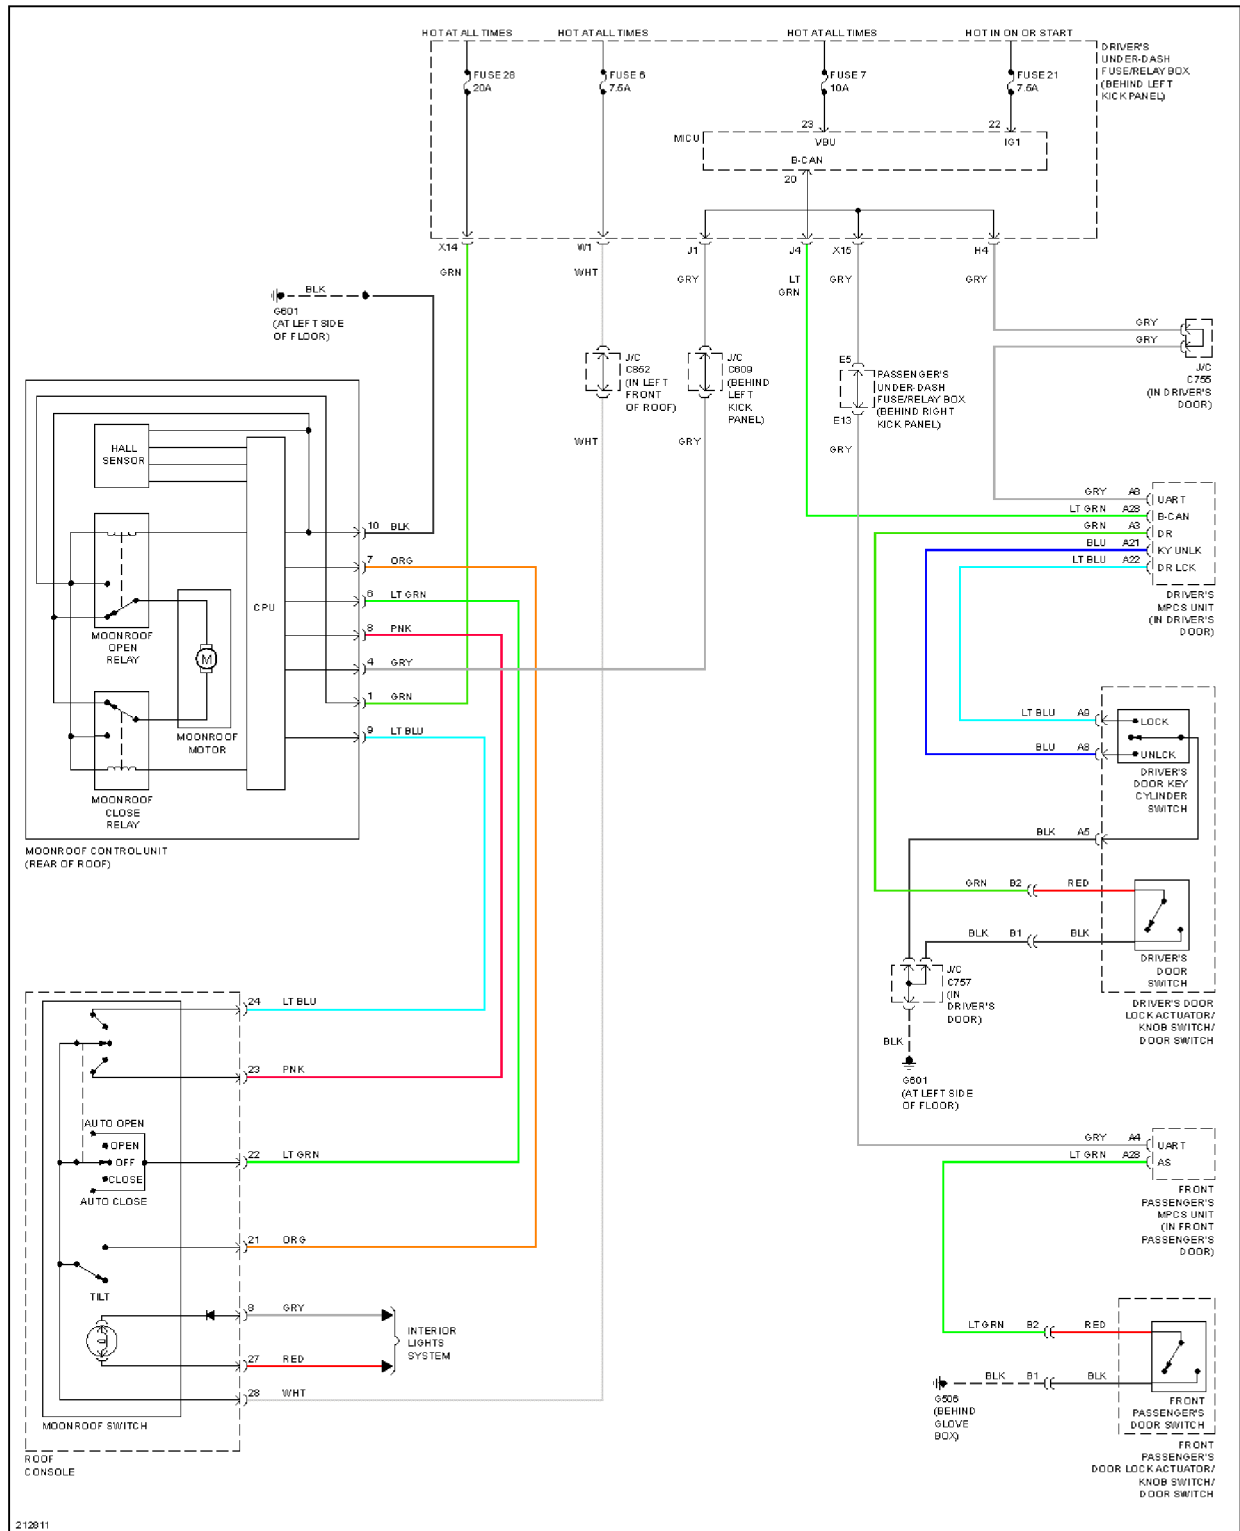 HOT AT ALL TIMES
HOT AT ALL TIMES
HOT AT ALL TIMES
HOT IN ON OR START
DRIVER'S
UNDER-DASH
FUSE/RELAY BOX
(BEHIND LEFT
KICK PANEL)
FUSE 28
20A
FUSE 6
7.5A
FUSE 7
10A
FUSE 21
7.5A
MICU
23
VBU
22
IG1
B-CAN
20
X14
W1
J1
J4
X15
H4
GRN
WHT
GRY
LT
GRN
GRY
GRY
BLK
G601
(AT LEFT SIDE
OF FLOOR)
J/C
C852
(IN LEFT
FRONT
OF ROOF)
J/C
C609
(BEHIND
LEFT
KICK
PANEL)
E5
PASSENGER'S
UNDER-DASH
FUSE/RELAY BOX
(BEHIND RIGHT
KICK PANEL)
E13
GRY
GRY
J/C
C755
(IN DRIVER'S
DOOR)
WHT
GRY
GRY
HALL
SENSOR
CPU
MOONROOF
OPEN
RELAY
M
MOONROOF
MOTOR
MOONROOF
CLOSE
RELAY
10 BLK
7 ORG
6 LT GRN
8 PNK
4 GRY
1 GRN
9 LT BLU
MOONROOF CONTROL UNIT
(REAR OF ROOF)
GRY A8 UART
LT GRN A28 B-CAN
GRN A3 DR
BLU A21 KY UNLK
LT BLU A22 DR LCK
DRIVER'S
MPCS UNIT
(IN DRIVER'S
DOOR)
LT BLU A9 LOCK
BLU A8 UNLCK
DRIVER'S
DOOR KEY
CYLINDER
SWITCH
BLK A5
GRN B2 RED
BLK B1 BLK
DRIVER'S
DOOR
SWITCH
DRIVER'S DOOR
LOCK ACTUATOR/
KNOB SWITCH/
DOOR SWITCH
J/C
C757
(IN
DRIVER'S
DOOR)
BLK
G601
(AT LEFT SIDE
OF FLOOR)
24 LT BLU
23 PNK
AUTO OPEN
OPEN
OFF
CLOSE
AUTO CLOSE
22 LT GRN
21 ORG
TILT
8 GRY
27 RED
INTERIOR
LIGHTS
SYSTEM
28 WHT
MOONROOF SWITCH
ROOF
CONSOLE
GRY A4 UART
LT GRN A28 AS
FRONT
PASSENGER'S
MPCS UNIT
(IN FRONT
PASSENGER'S
DOOR)
LT GRN B2 RED
BLK B1 BLK
G506
(BEHIND
GLOVE
BOX)
FRONT
PASSENGER'S
DOOR SWITCH
FRONT
PASSENGER'S
DOOR LOCK ACTUATOR/
KNOB SWITCH/
DOOR SWITCH
212811